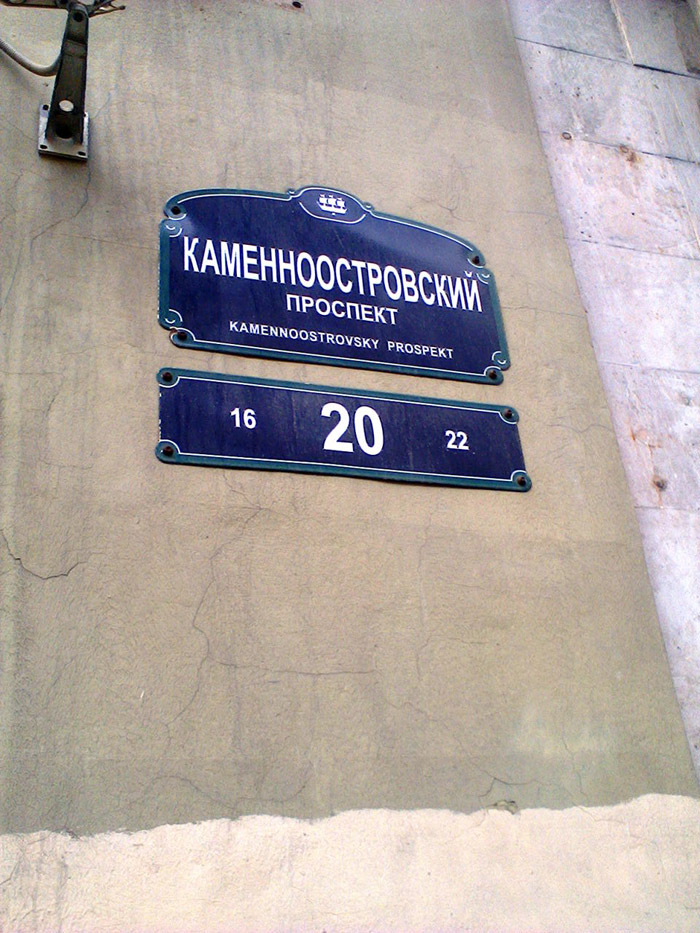 КАМЕННООСТРОВСКИЙ
ПРОСПЕКТ
KAMENNOOSTROVSKY PROSPEKT
16 20 22